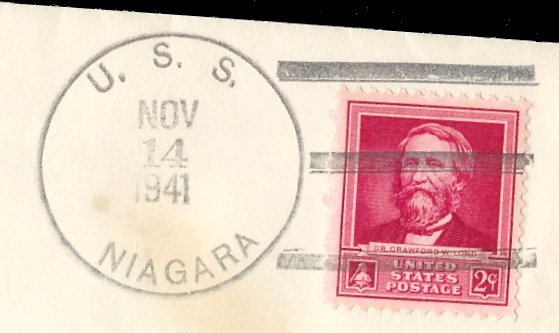 U. S. S.
NOV
14
1941
NIAGARA
DR. CRAWFORD W. LONG
UNITED
STATES
POSTAGE
2¢